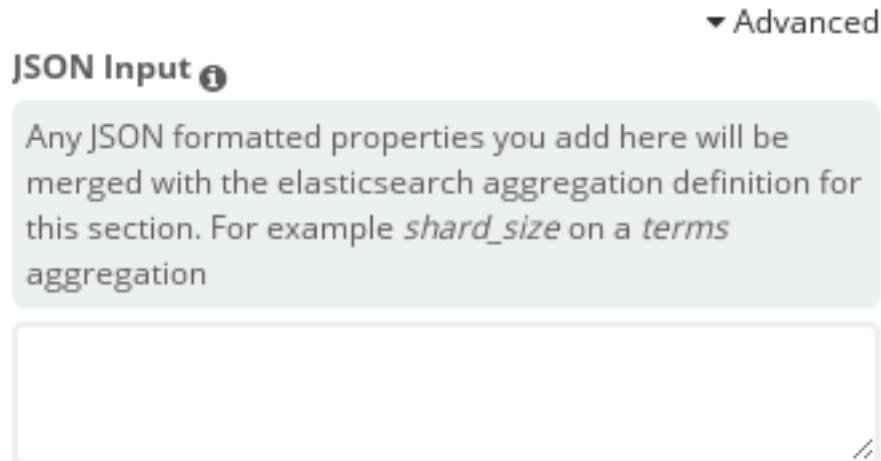 Advanced
JSON Input
Any JSON formatted properties you add here will be
merged with the elasticsearch aggregation definition for
this section. For example shard_size on a terms
aggregation